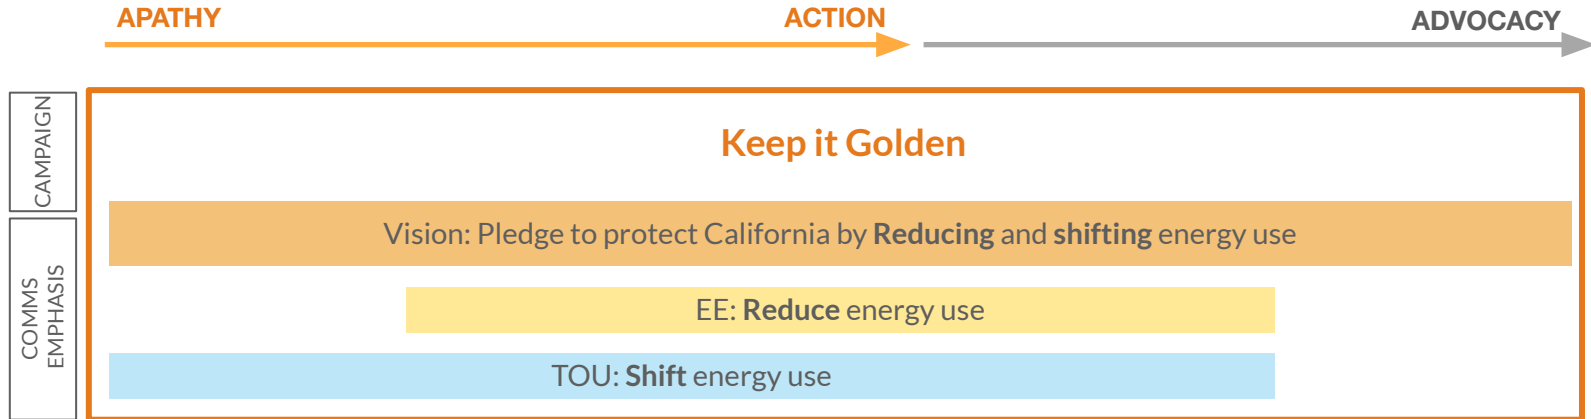 APATHY ACTION ADVOCACY
CAMPAIGN
Keep it Golden
COMMS
EMPHASIS
Vision: Pledge to protect California by Reducing and shifting energy use
EE: Reduce energy use
TOU: Shift energy use